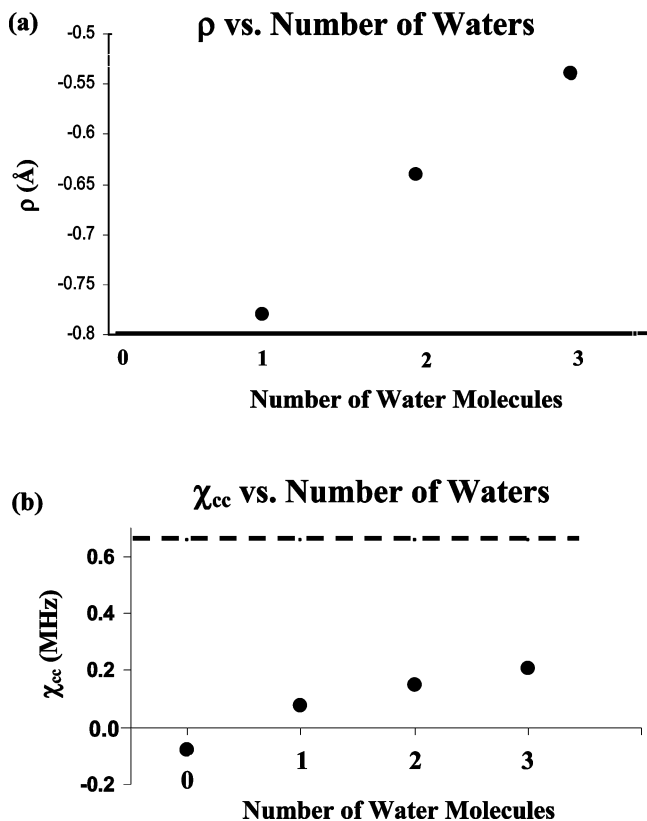 (a)
ρ vs. Number of Waters
-0.5
-0.55
-0.6
-0.65
-0.7
-0.75
-0.8
ρ (Å)
0 1 2 3
Number of Water Molecules
(b)
χcc vs. Number of Waters
0.6
0.4
0.2
0.0
-0.2
χcc (MHz)
0 1 2 3
Number of Water Molecules